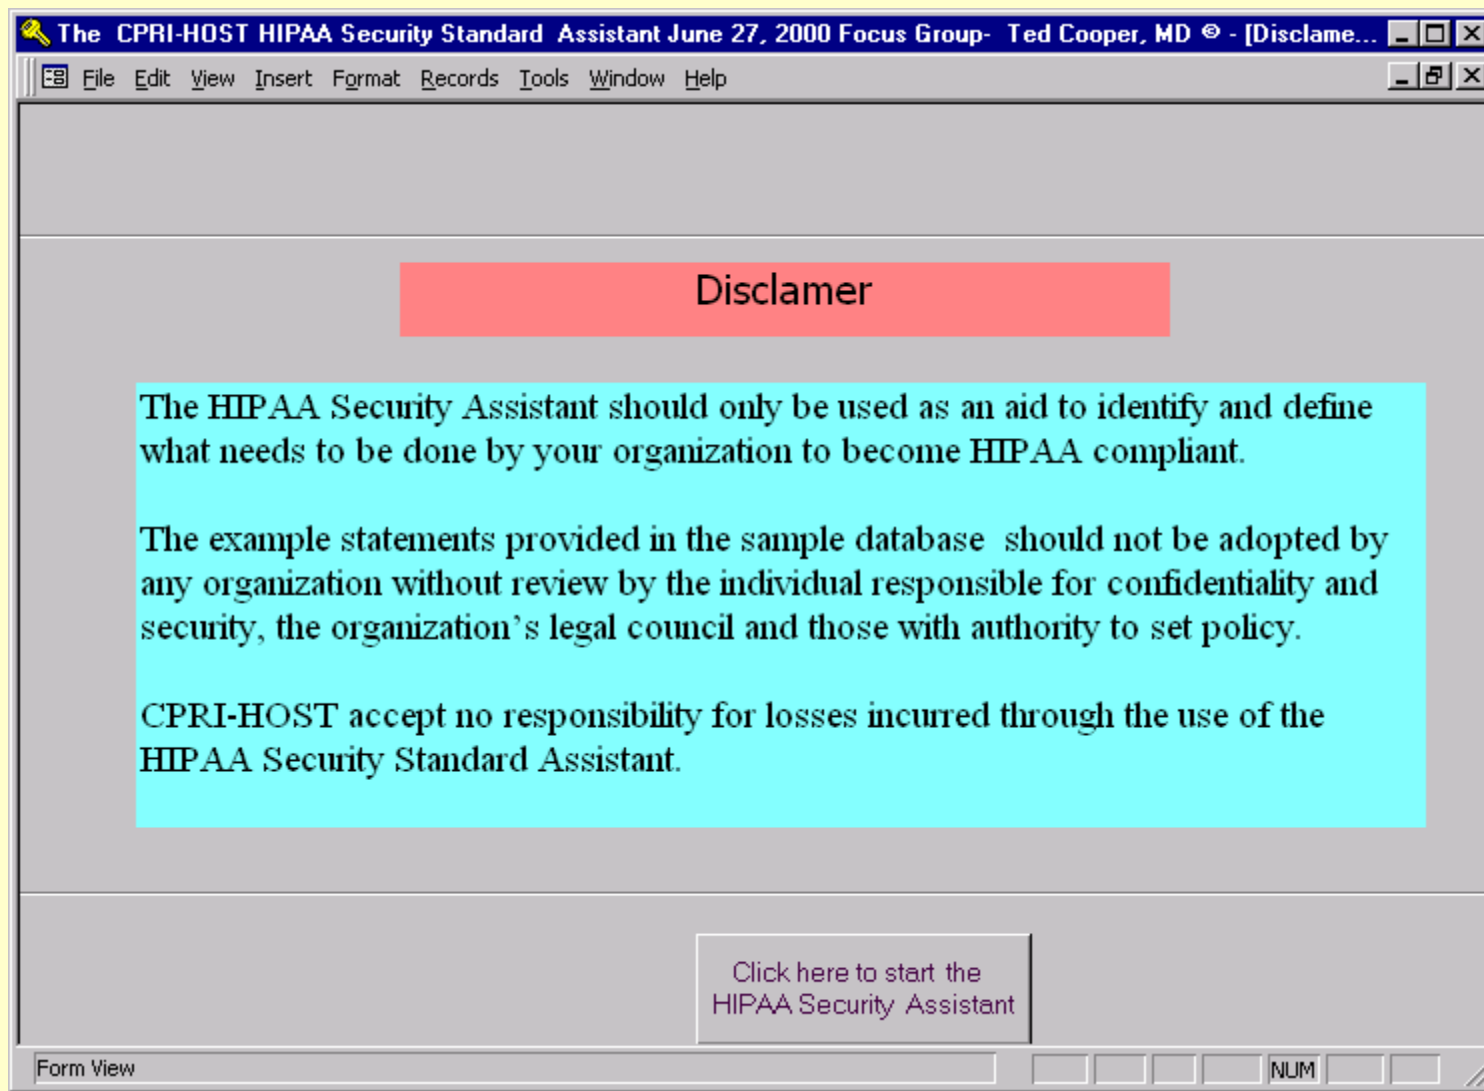 The CPRI-HOST HIPAA Security Standard Assistant June 27, 2000 Focus Group- Ted Cooper, MD © - [Disclame...
File Edit View Insert Format Records Tools Window Help
Disclamer
The HIPAA Security Assistant should only be used as an aid to identify and define
what needs to be done by your organization to become HIPAA compliant.
The example statements provided in the sample database should not be adopted by
any organization without review by the individual responsible for confidentiality and
security, the organization’s legal council and those with authority to set policy.
CPRI-HOST accept no responsibility for losses incurred through the use of the
HIPAA Security Standard Assistant.
Click here to start the
HIPAA Security Assistant
Form View NUM